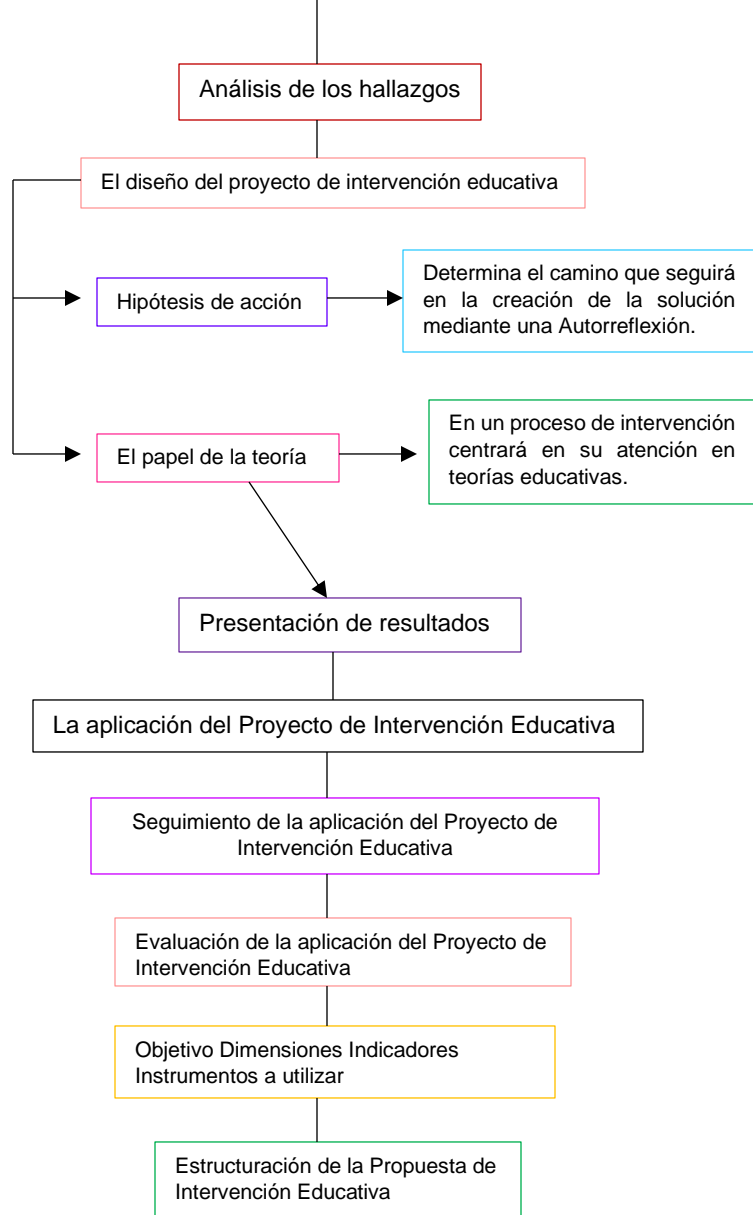 Análisis de los hallazgos
El diseño del proyecto de intervención educativa
Hipótesis de acción
Determina el camino que seguirá
en la creación de la solución
mediante una Autorreflexión.
El papel de la teoría
En un proceso de intervención
centrará en su atención en
teorías educativas.
Presentación de resultados
La aplicación del Proyecto de Intervención Educativa
Seguimiento de la aplicación del Proyecto de
Intervención Educativa
Evaluación de la aplicación del Proyecto de
Intervención Educativa
Objetivo Dimensiones Indicadores
Instrumentos a utilizar
Estructuración de la Propuesta de
Intervención Educativa